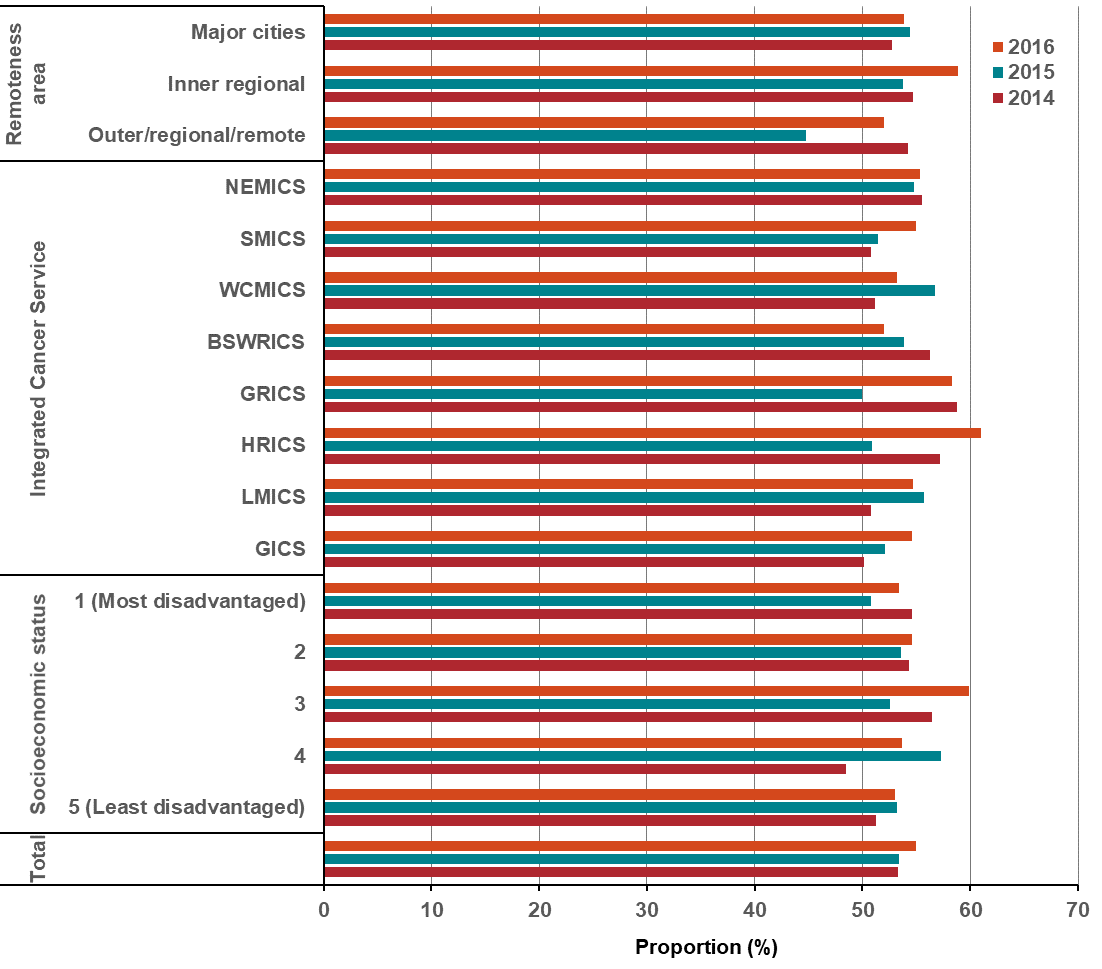 Remoteness
area
Major cities
Inner regional
Outer/regional/remote
2016
2015
2014
Integrated Cancer Service
NEMICS
SMICS
WCMICS
BSWRICS
GRICS
HRICS
LMICS
GICS
Socioeconomic status
1 (Most disadvantaged)
2
3
4
5 (Least disadvantaged)
Total
0 10 20 30 40 50 60 70
Proportion (%)